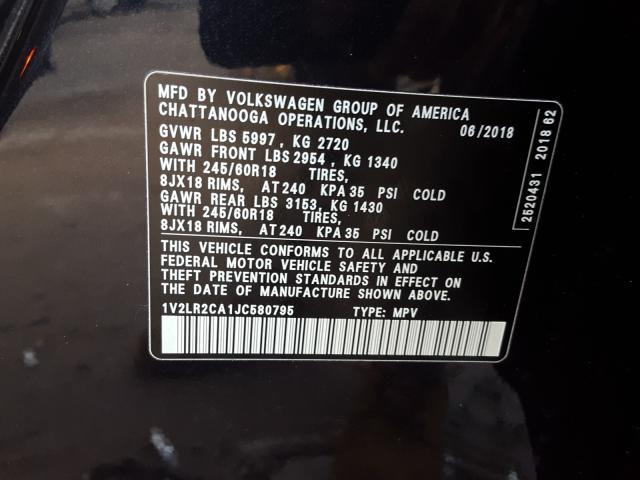 MFD BY VOLKSWAGEN GROUP OF AMERICA
CHATTANOOGA OPERATIONS, LLC. 06/2018
GVWR LBS 5997 , KG 2720
GAWR FRONT LBS 2954 , KG 1340
WITH 245/60R18 TIRES,
8JX18 RIMS, AT 240 KPA 35 PSI COLD
GAWR REAR LBS 3153, KG 1430
WITH 245/60R18 TIRES,
8JX18 RIMS, AT 240 KPA 35 PSI COLD
THIS VEHICLE CONFORMS TO ALL APPLICABLE U.S.
FEDERAL MOTOR VEHICLE SAFETY AND
THEFT PREVENTION STANDARDS IN EFFECT ON
THE DATE OF MANUFACTURE SHOWN ABOVE.
1V2LR2CA1JC580795 TYPE: MPV
2520431 2018 62